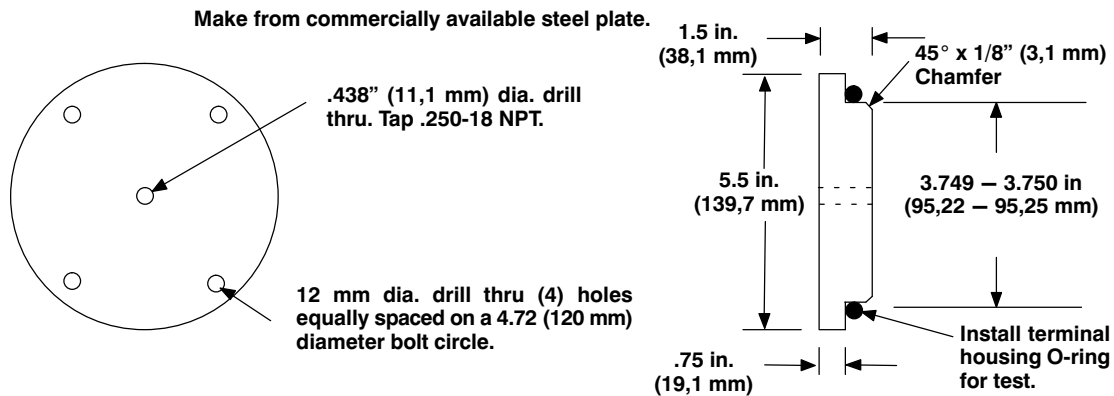 Make from commercially available steel plate.
.438” (11,1 mm) dia. drill
thru. Tap .250-18 NPT.
12 mm dia. drill thru (4) holes
equally spaced on a 4.72 (120 mm)
diameter bolt circle.
1.5 in.
(38,1 mm)
45° x 1/8” (3,1 mm)
Chamfer
5.5 in.
(139,7 mm)
3.749 – 3.750 in
(95,22 – 95,25 mm)
.75 in.
(19,1 mm)
Install terminal
housing O-ring
for test.